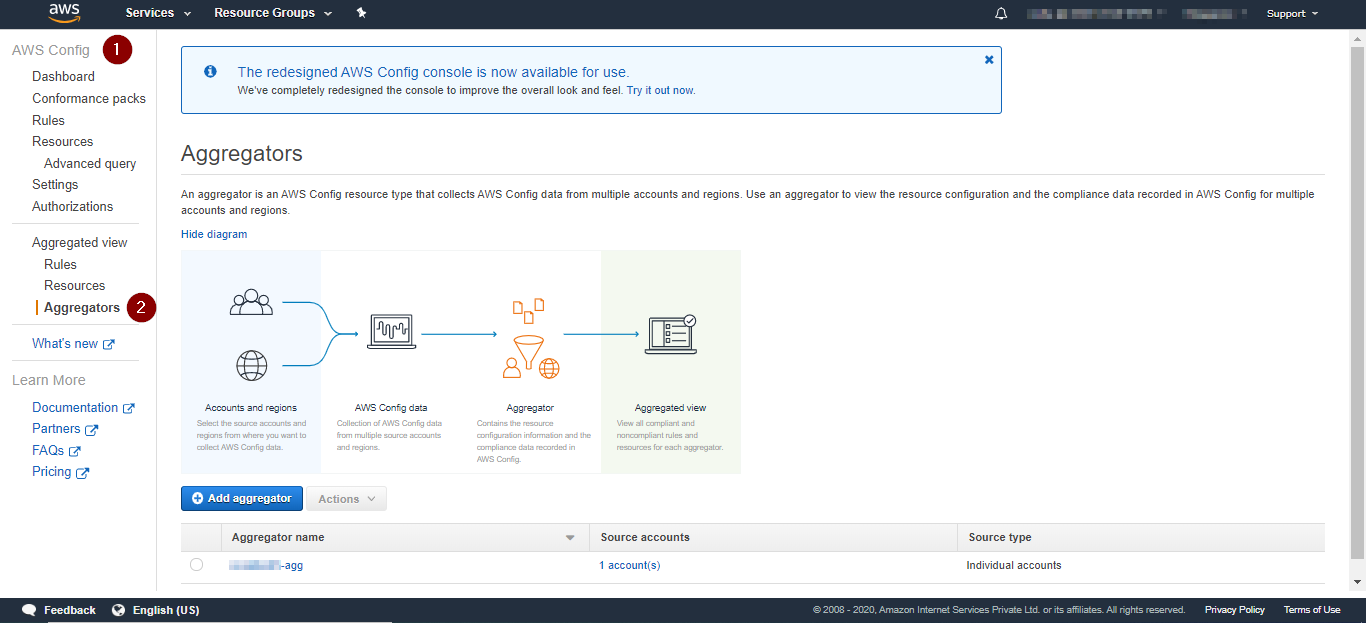 aws
Services
Resource Groups
Support
AWS Config
1
Dashboard
Conformance packs
Rules
Resources
Advanced query
Settings
Authorizations
Aggregated view
Rules
Resources
Aggregators
2
What's new
Learn More
Documentation
Partners
FAQs
Pricing
The redesigned AWS Config console is now available for use.
We've completely redesigned the console to improve the overall look and feel. Try it out now.
Aggregators
An aggregator is an AWS Config resource type that collects AWS Config data from multiple accounts and regions. Use an aggregator to view the resource configuration and the compliance data recorded in AWS Config for multiple
accounts and regions.
Hide diagram
Accounts and regions
Select the source accounts and
regions from where you want to
collect AWS Config data.
AWS Config data
Collection of AWS Config data
from multiple source accounts
and regions.
Aggregator
Contains the resource
configuration information and the
compliance data recorded in
AWS Config.
Aggregated view
View all compliant and
noncompliant rules and
resources for each aggregator.
Add aggregator
Actions
Aggregator name
Source accounts
Source type
-agg
1 account(s)
Individual accounts
Feedback
English (US)
© 2008 - 2020, Amazon Internet Services Private Ltd. or its affiliates. All rights reserved.
Privacy Policy
Terms of Use